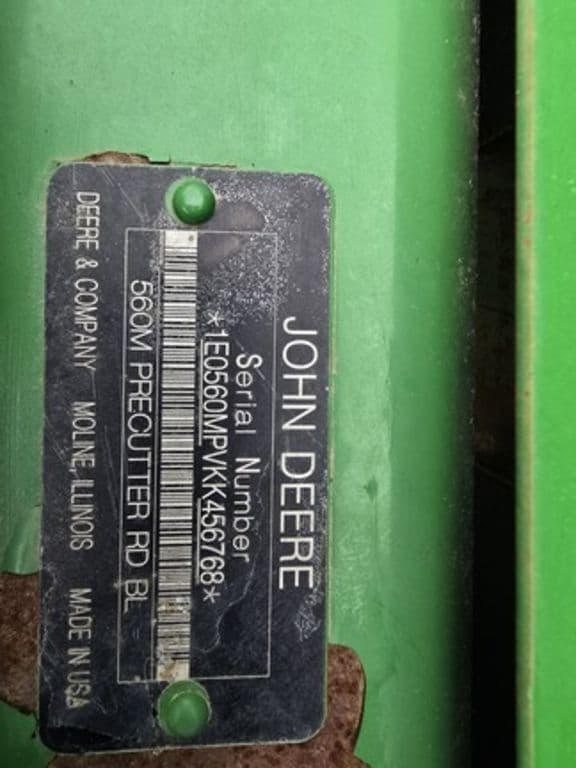 JOHN DEERE
Serial Number
*1E0560MPVKK456768*
560M PRECUTTER RD BL
DEERE & COMPANY MOLINE, ILLINOIS MADE IN USA